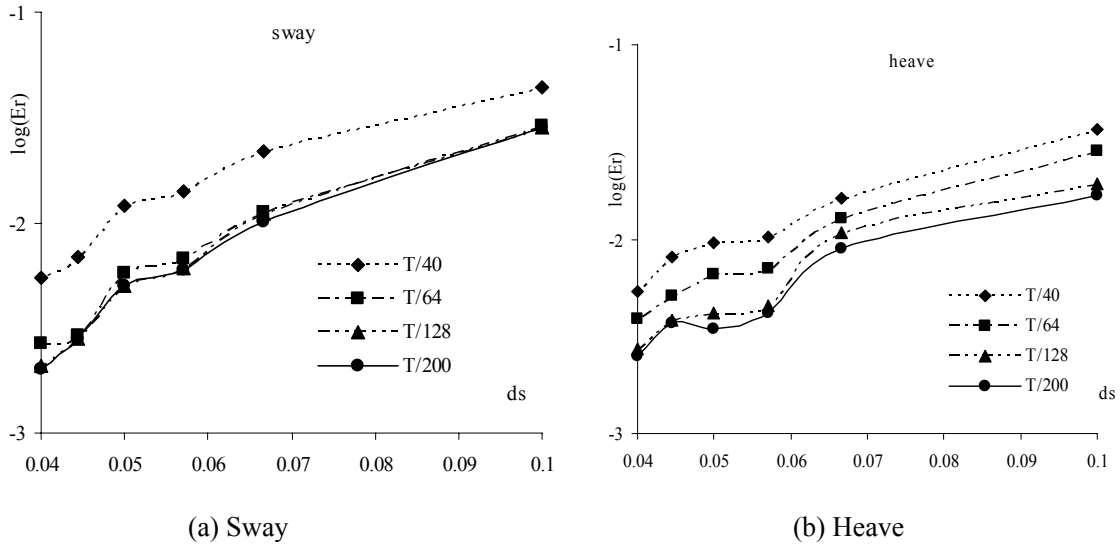 -1
sway
log(Er)
-2
T/40
T/64
T/128
T/200
ds
-3
0.04 0.05 0.06 0.07 0.08 0.09 0.1
(a) Sway
-1
heave
log(Er)
-2
T/40
T/64
T/128
T/200
ds
-3
0.04 0.05 0.06 0.07 0.08 0.09 0.1
(b) Heave